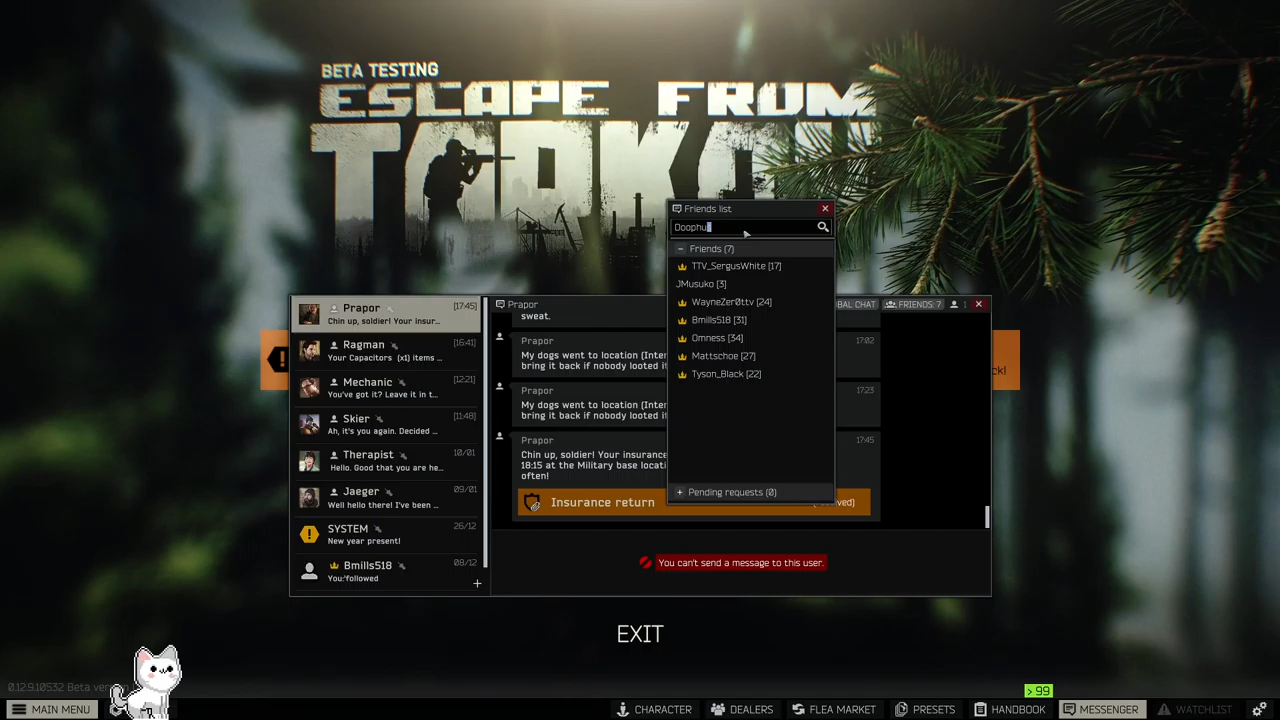 BETA TESTING
ESCAPE FROM
TARKOV
Friends list
Doophu
Friends (7)
TTV_SergusWhite [17]
JMusuko [3]
WayneZer0ttv [24]
Bmills518 [31]
Omness [34]
Mattschoe [27]
Tyson_Black [22]
Pending requests (0)
Prapor
[17:45]
Chin up, soldier! Your insur...
Ragman
[16:41]
Your Capacitors (x1) items ...
Mechanic
[12:21]
You've got it? Leave it in t...
Skier
[11:48]
Ah, it's you again. Decided ...
Therapist
10/01
Hello. Good that you are he...
Jaeger
09/01
Well hello there! I've been ...
SYSTEM
26/12
New year present!
Bmills518
08/12
You: followed
Prapor
BAL CHAT
FRIENDS: 7
1
sweat.
Prapor
17:02
My dogs went to location (Inter
bring it back if nobody looted i
Prapor
17:23
My dogs went to location (Inter
bring it back if nobody looted i
Prapor
17:45
Chin up, soldier! Your insurance
18:15 at the Military base locati
often!
Insurance return
You can't send a message to this user.
EXIT
> 99
MAIN MENU
CHARACTER
DEALERS
FLEA MARKET
PRESETS
HANDBOOK
MESSENGER
WATCHLIST